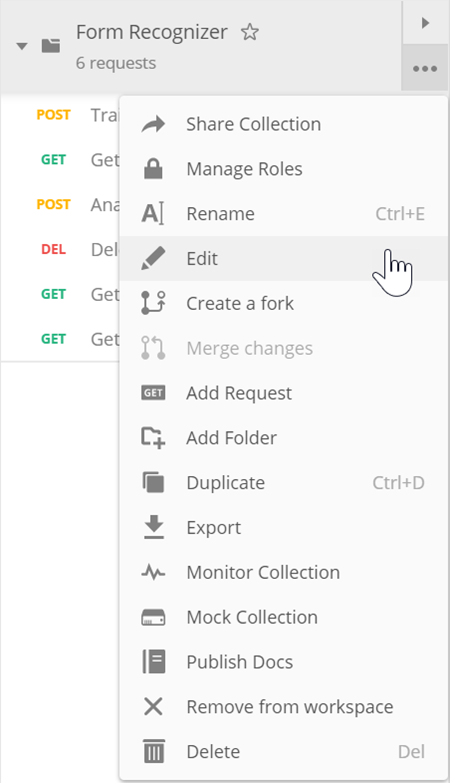 Form Recognizer
6 requests
POST Tra
GET Get
POST Ana
DEL Del
GET Get
GET Get
Share Collection
Manage Roles
Rename Ctrl+E
Edit
Create a fork
Merge changes
GET Add Request
Add Folder
Duplicate Ctrl+D
Export
Monitor Collection
Mock Collection
Publish Docs
Remove from workspace
Delete Del